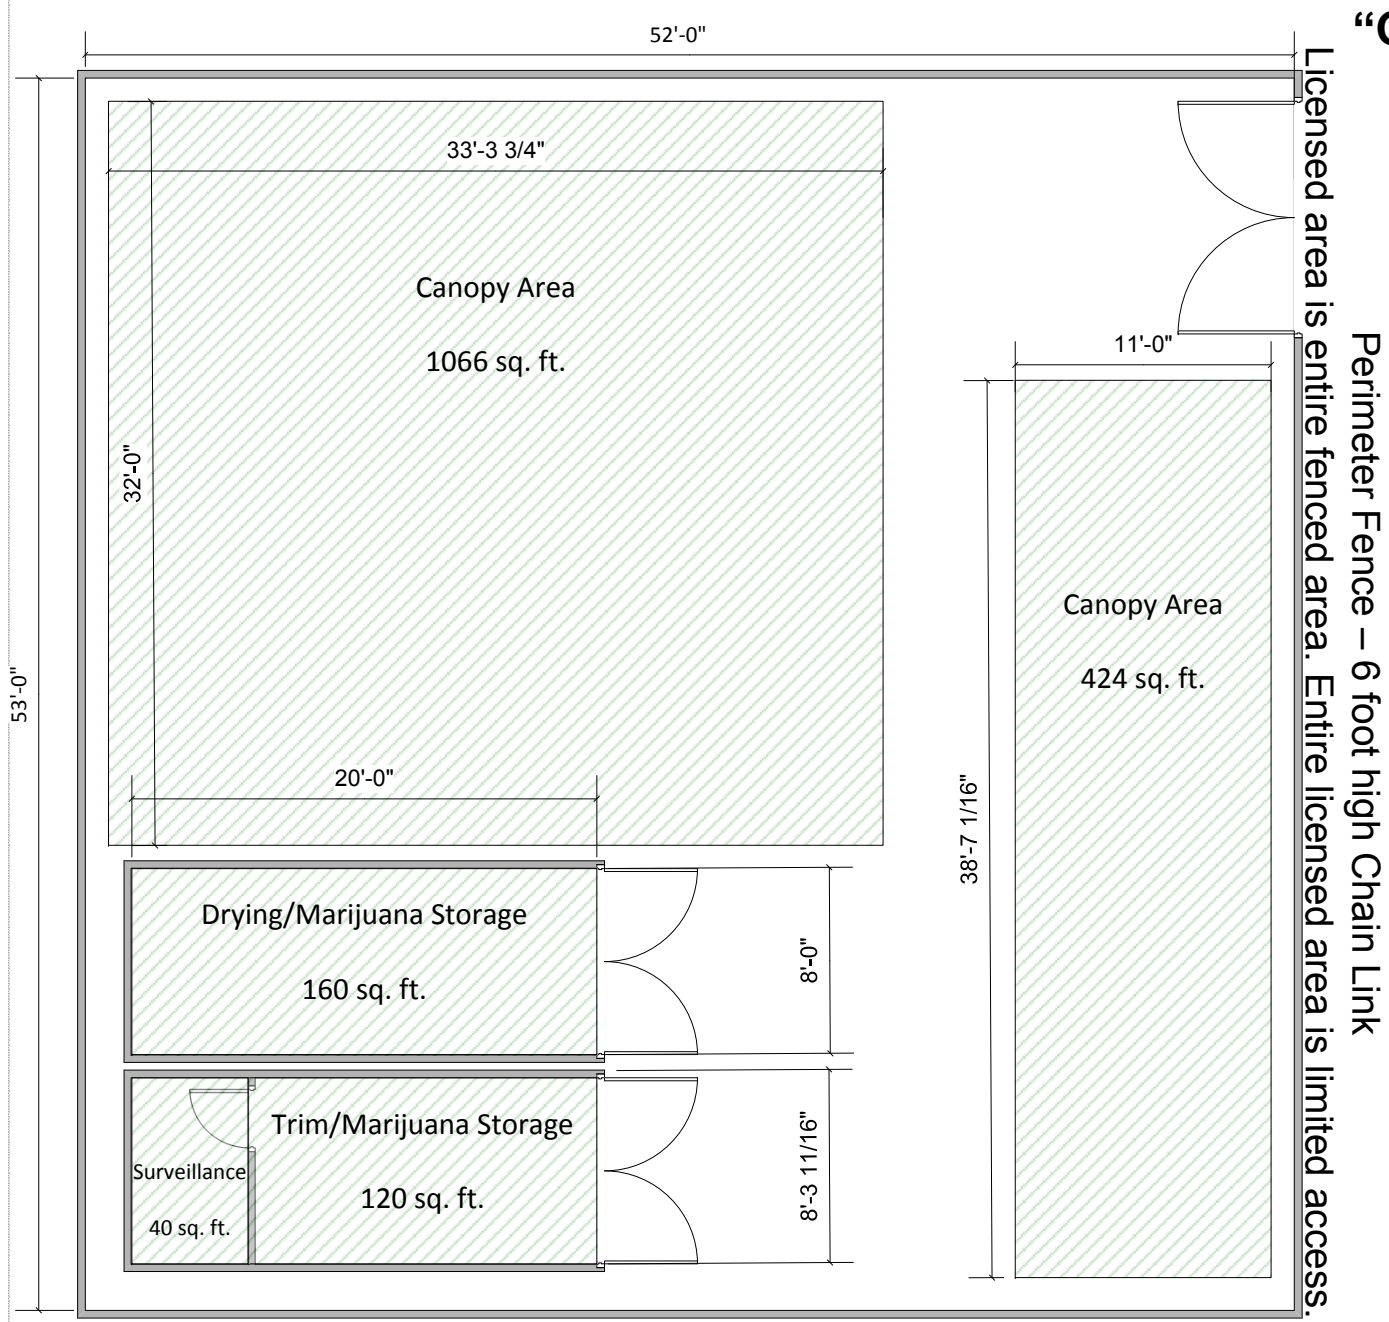 52'-0"
“C
33'-3 3/4"
Canopy Area
1066 sq. ft.
32'-0"
53'-0"
11'-0"
Canopy Area
424 sq. ft.
38'-7 1/16"
20'-0"
Drying/Marijuana Storage
160 sq. ft.
8'-0"
Trim/Marijuana Storage
120 sq. ft.
Surveillance
40 sq. ft.
8'-3 11/16"
Perimeter Fence – 6 foot high Chain Link
Licensed area is entire fenced area. Entire licensed area is limited access.